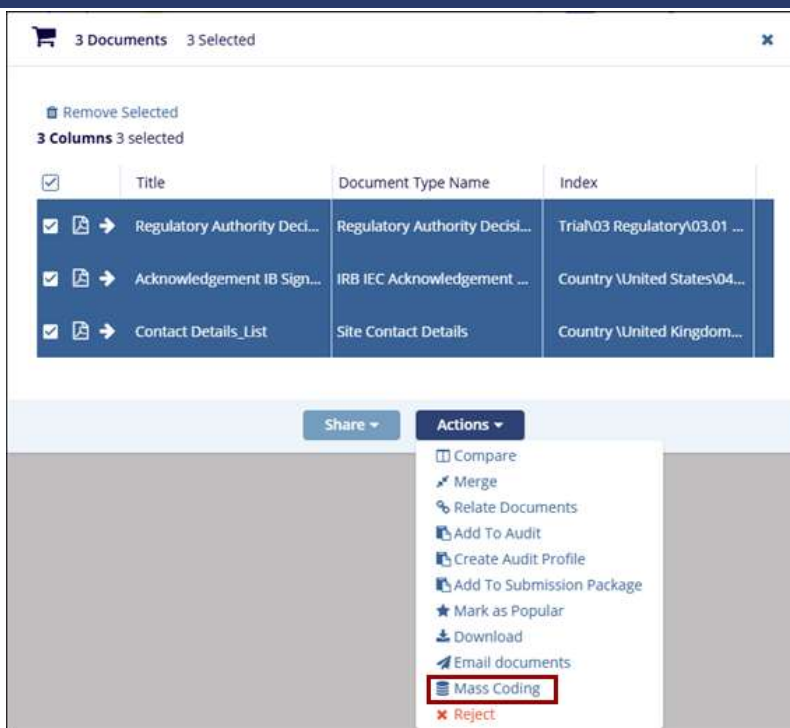 3 Documents 3 Selected
Remove Selected
3 Columns 3 selected
Title Document Type Name Index
Regulatory Authority Deci... Regulatory Authority Decisi... Trial\03 Regulatory\03.01 ...
Acknowledgement IB Sign... IRB IEC Acknowledgement ... Country \United States\04...
Contact Details_List Site Contact Details Country \United Kingdom...
Share Actions
Compare
Merge
Relate Documents
Add To Audit
Create Audit Profile
Add To Submission Package
Mark as Popular
Download
Email documents
Mass Coding
Reject